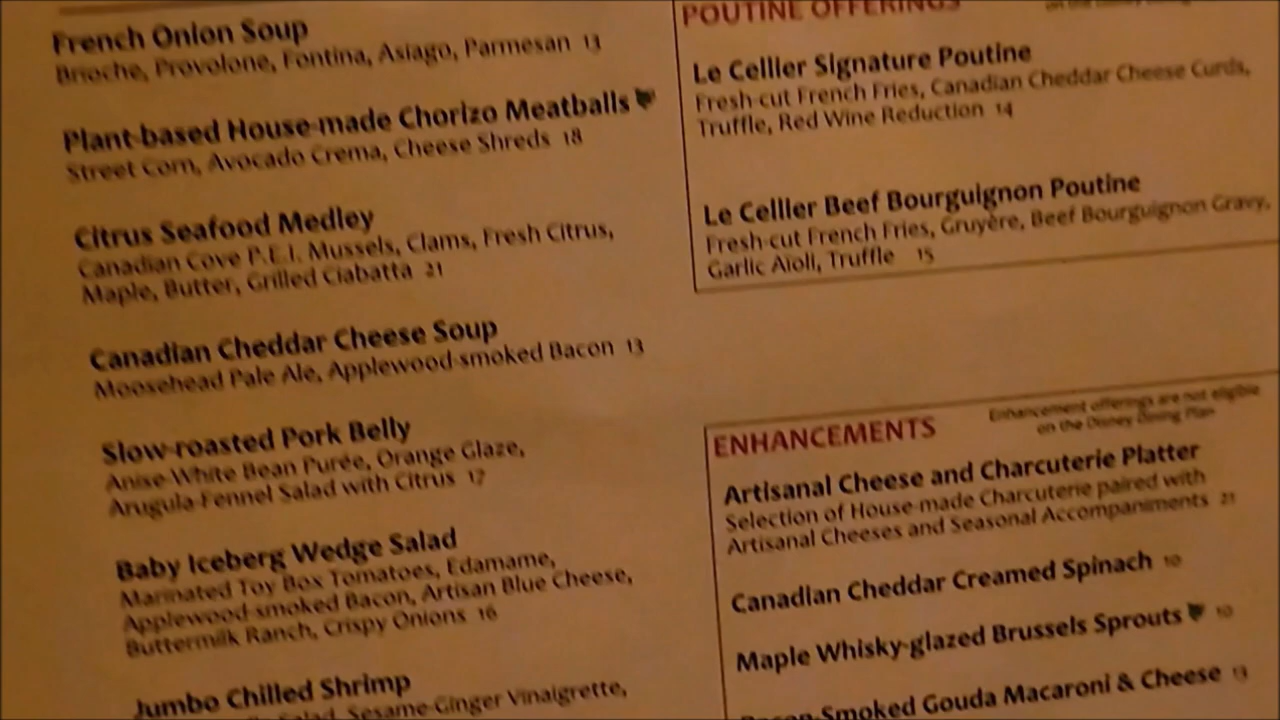 French Onion Soup
Brioche, Provolone, Fontina, Asiago, Parmesan 13
Plant-based House-made Chorizo Meatballs
Street Corn, Avocado Crema, Cheese Shreds 18
Citrus Seafood Medley
Canadian Cove P.E.I. Mussels, Clams, Fresh Citrus,
Maple, Butter, Grilled Ciabatta 21
Canadian Cheddar Cheese Soup
Moosehead Pale Ale, Applewood-smoked Bacon 13
Slow-roasted Pork Belly
Anise-White Bean Purée, Orange Glaze,
Arugula-Fennel Salad with Citrus 17
Baby Iceberg Wedge Salad
Marinated Toy Box Tomatoes, Edamame,
Applewood-smoked Bacon, Artisan Blue Cheese,
Buttermilk Ranch, Crispy Onions 16
Jumbo Chilled Shrimp
Salad, Sesame-Ginger Vinaigrette,
POUTINE OFFERINGS
on the Disney Dining
Le Cellier Signature Poutine
Fresh-cut French Fries, Canadian Cheddar Cheese Curds,
Truffle, Red Wine Reduction 14
Le Cellier Beef Bourguignon Poutine
Fresh-cut French Fries, Gruyère, Beef Bourguignon Gravy,
Garlic Aïoli, Truffle 15
ENHANCEMENTS
Enhancement offerings are not eligible
on the Disney Dining Plan
Artisanal Cheese and Charcuterie Platter
Selection of House-made Charcuterie paired with
Artisanal Cheeses and Seasonal Accompaniments 21
Canadian Cheddar Creamed Spinach 10
Maple Whisky-glazed Brussels Sprouts 10
Bacon-Smoked Gouda Macaroni & Cheese 13